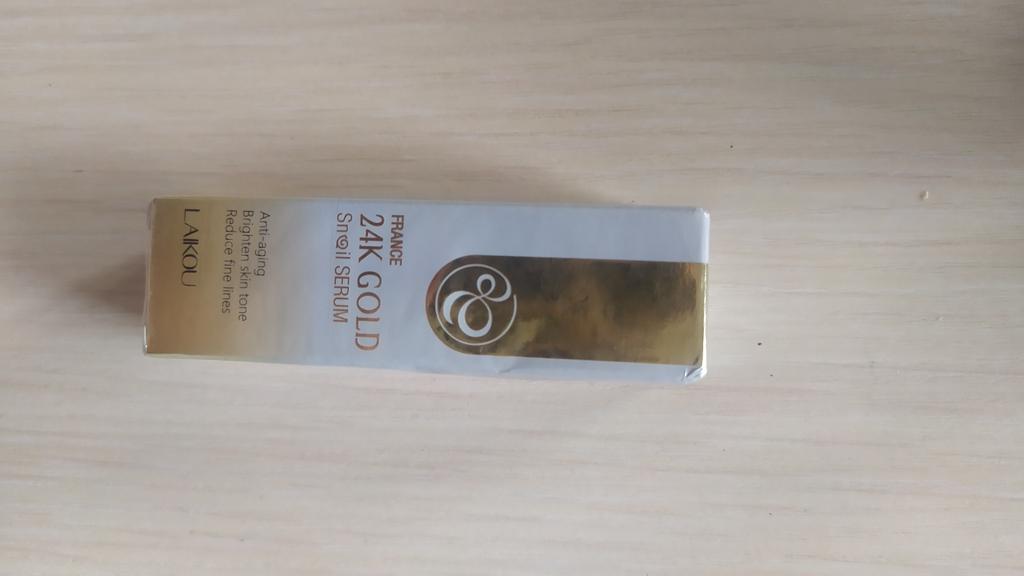 FRANCE
24K GOLD
Snail SERUM
Anti-aging
Brighten skin tone
Reduce fine lines
LAIKOU